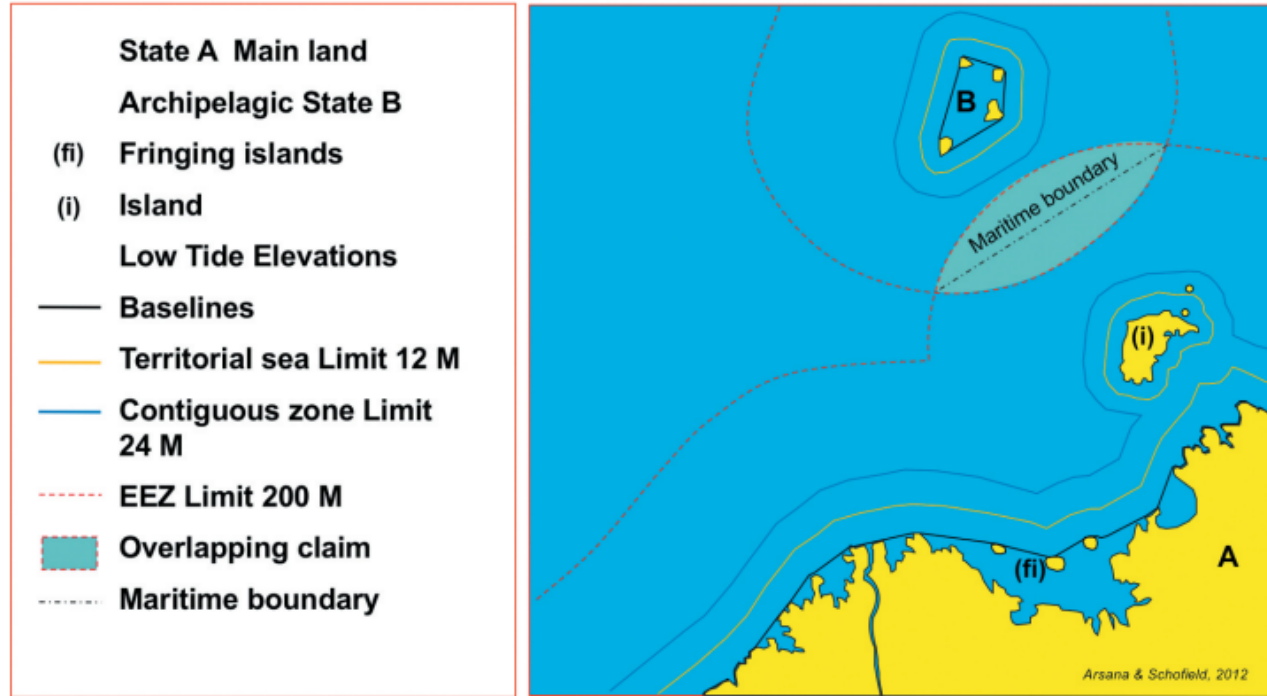 State A Main land
Archipelagic State B
(fi) Fringing islands
(i) Island
Low Tide Elevations
Baselines
Territorial sea Limit 12 M
Contiguous zone Limit
24 M
EEZ Limit 200 M
Overlapping claim
Maritime boundary
B
Maritime boundary
(i)
(fi)
A
Arsana & Schofield, 2012